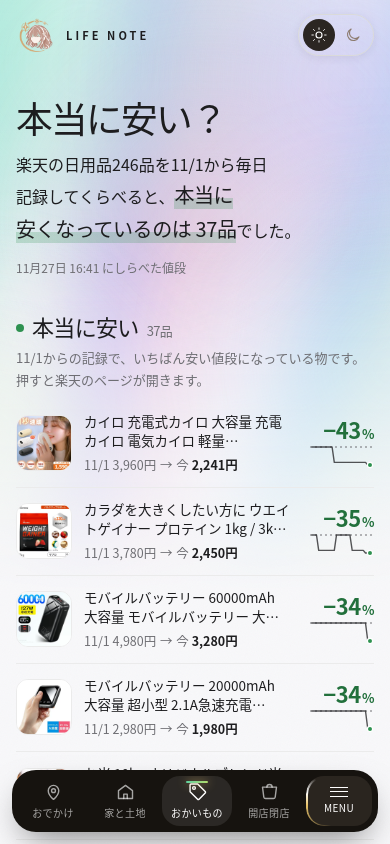 LIFE NOTE
本当に安い？
楽天の日用品246品を11/1から毎日
記録してくらべると、本当に
安くなっているのは 37品でした。
11月27日 16:41 にしらべた値段
本当に安い 37品
11/1からの記録で、いちばん安い値段になっている物です。
押すと楽天のページが開きます。
カイロ 充電式カイロ 大容量 充電
カイロ 電気カイロ 軽量…
−43%
11/1 3,960円 → 今 2,241円
カラダを大きくしたい方に ウエイ
トゲイナー プロテイン 1kg / 3k…
−35%
11/1 3,780円 → 今 2,450円
60000
モバイルバッテリー 60000mAh
大容量 モバイルバッテリー 大…
−34%
11/1 4,980円 → 今 3,280円
モバイルバッテリー 20000mAh
大容量 超小型 2.1A急速充電…
−34%
11/1 2,980円 → 今 1,980円
おでかけ
家と土地
おかいもの
開店閉店
MENU